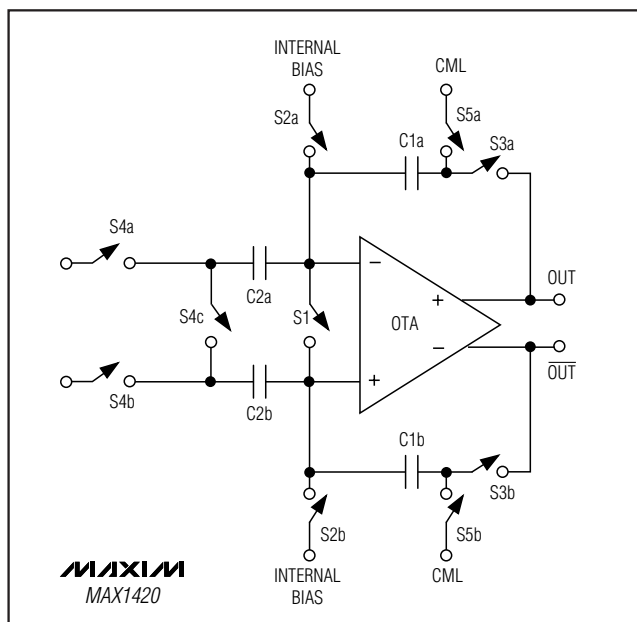 INTERNAL
BIAS
CML
S2a
S5a
C1a
S3a
S4a
C2a
S4c
S1
−
+
OTA
OUT
−
+
OUT
S4b
C2b
C1b
S3b
S2b
S5b
INTERNAL
BIAS
CML
MAXIM
MAX1420